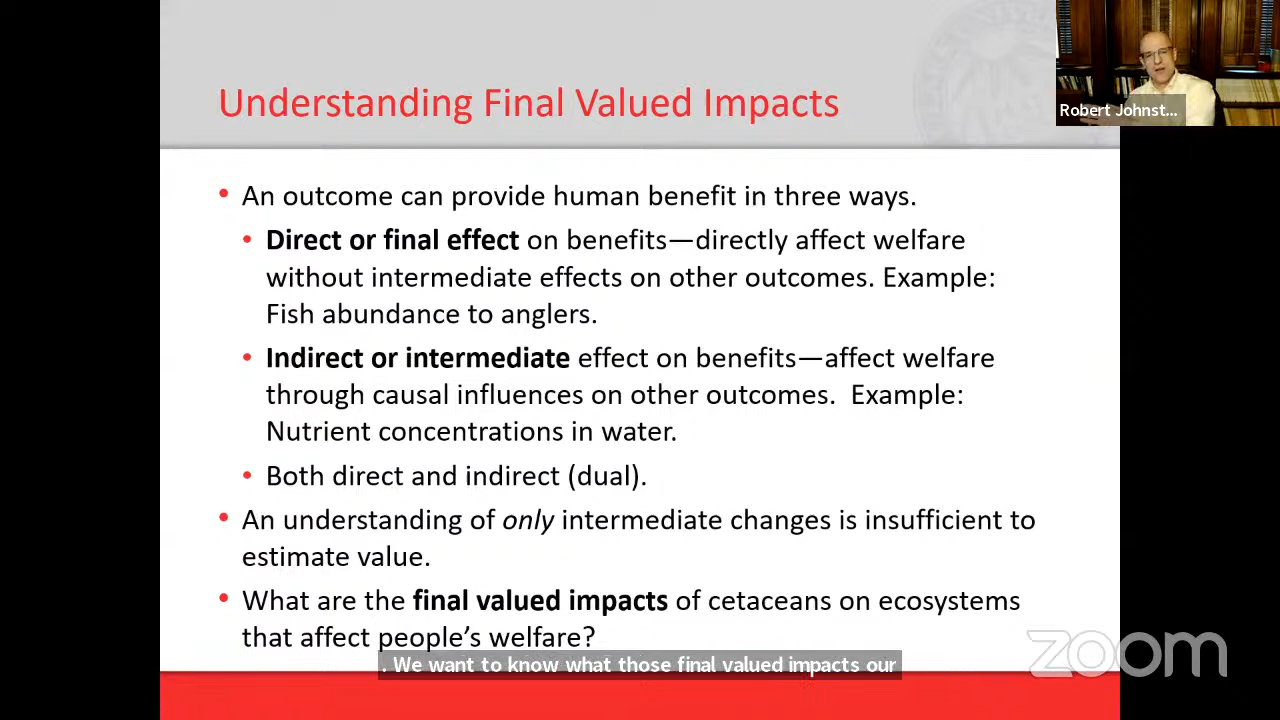 Understanding Final Valued Impacts
Robert Johnst...
• An outcome can provide human benefit in three ways.
• Direct or final effect on benefits—directly affect welfare
without intermediate effects on other outcomes. Example:
Fish abundance to anglers.
• Indirect or intermediate effect on benefits—affect welfare
through causal influences on other outcomes.  Example:
Nutrient concentrations in water.
• Both direct and indirect (dual).
• An understanding of only intermediate changes is insufficient to
estimate value.
• What are the final valued impacts of cetaceans on ecosystems
that affect people’s welfare?
. We want to know what those final valued impacts our
zoom